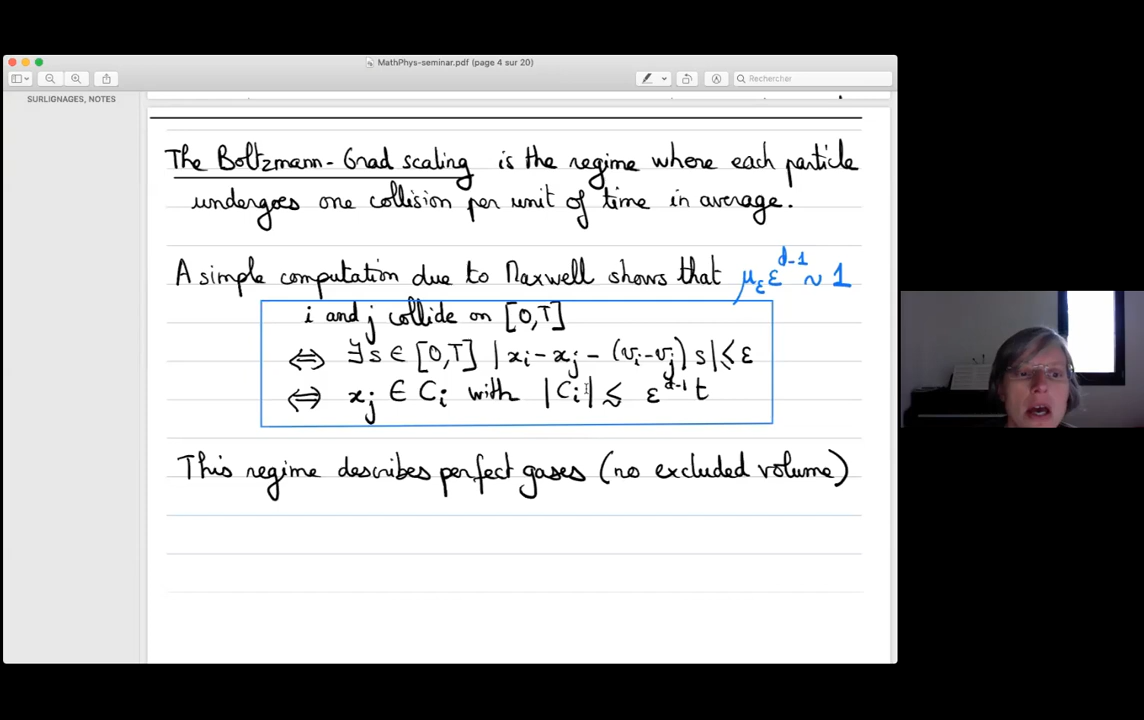 MathPhys-seminar.pdf (page 4 sur 20)
Rechercher
SURLIGNAGES, NOTES
The Boltzmann-Grad scaling is the regime where each particle
undergoes one collision per unit of time in average.
A simple computation due to Maxwell shows that μ_ε ε^{d-1} ~ 1
i and j collide on [0,T]
⇔ ∃ s ∈ [0,T] |x_i - x_j - (v_i - v_j) s| ≤ ε
⇔ x_j ∈ C_i with |C_i| ≲ ε^{d-1} t
This regime describes perfect gases (no excluded volume)